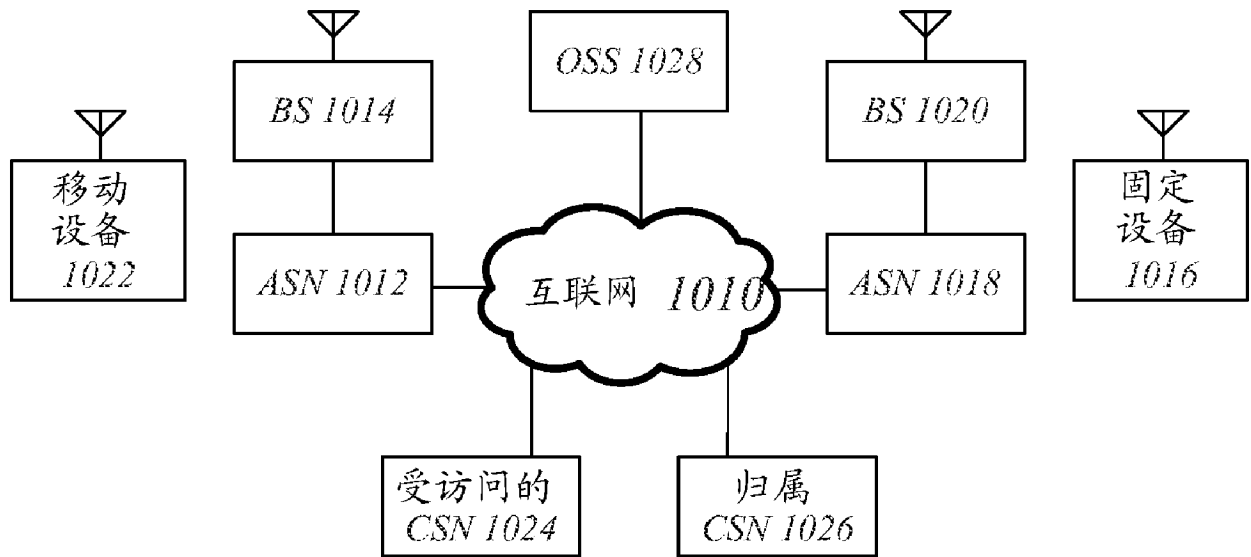 OSS 1028
BS 1014
BS 1020
移动
设备
1022
固定
设备
1016
ASN 1012
互联网 1010
ASN 1018
受访问的
CSN 1024
归属
CSN 1026